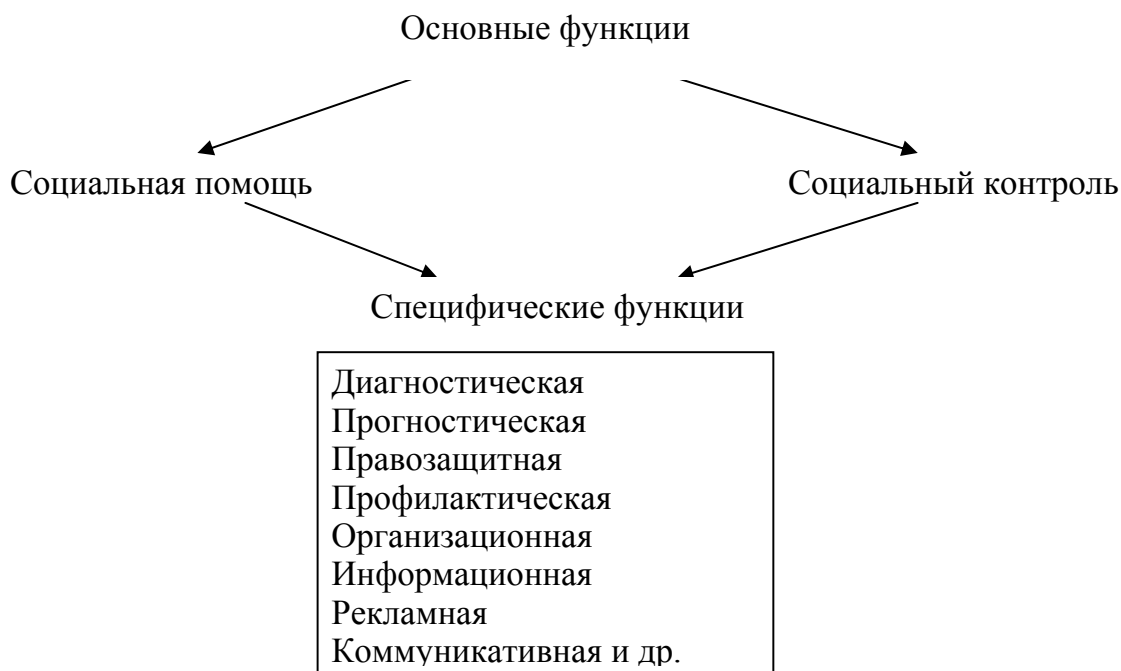 Основные функции
Социальная помощь
Социальный контроль
Специфические функции
Диагностическая
Прогностическая
Правозащитная
Профилактическая
Организационная
Информационная
Рекламная
Коммуникативная и др.